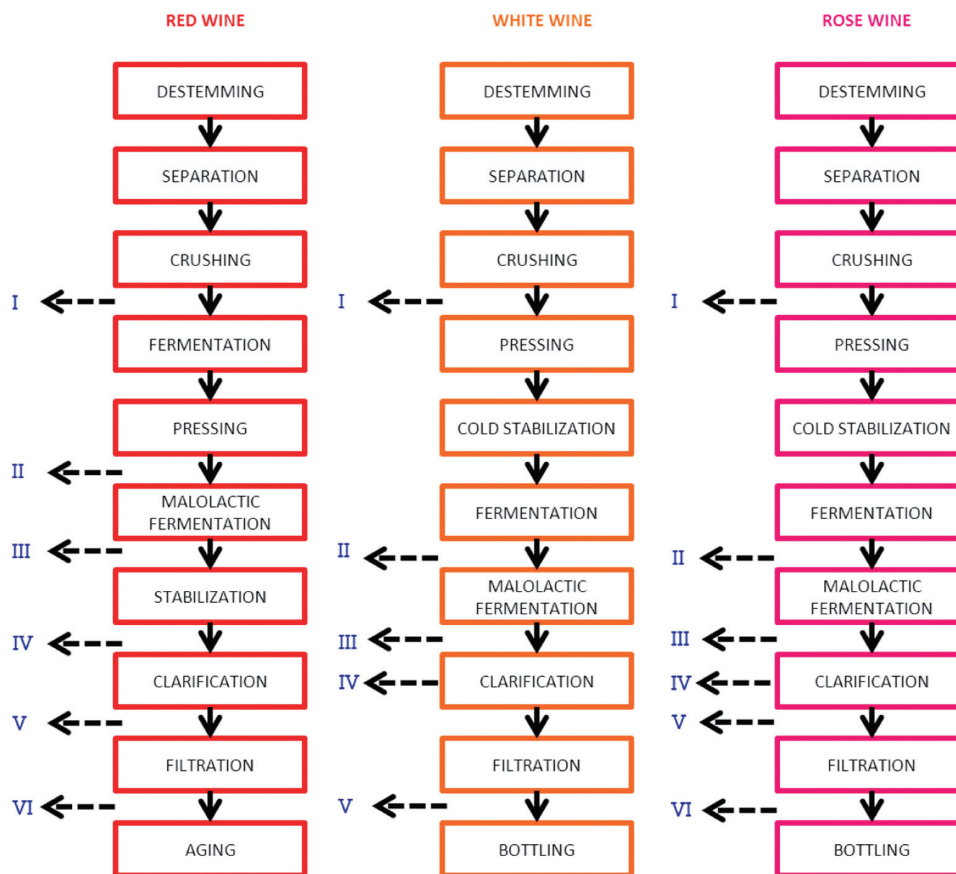 RED WINE
DESTEMMING
SEPARATION
CRUSHING
I
FERMENTATION
PRESSING
II
MALOLACTIC
FERMENTATION
III
STABILIZATION
IV
CLARIFICATION
V
FILTRATION
VI
AGING
WHITE WINE
DESTEMMING
SEPARATION
CRUSHING
I
PRESSING
COLD STABILIZATION
FERMENTATION
II
MALOLACTIC
FERMENTATION
III
IV
CLARIFICATION
FILTRATION
V
BOTTLING
ROSE WINE
DESTEMMING
SEPARATION
CRUSHING
I
PRESSING
COLD STABILIZATION
FERMENTATION
II
MALOLACTIC
FERMENTATION
III
IV
CLARIFICATION
V
FILTRATION
VI
BOTTLING